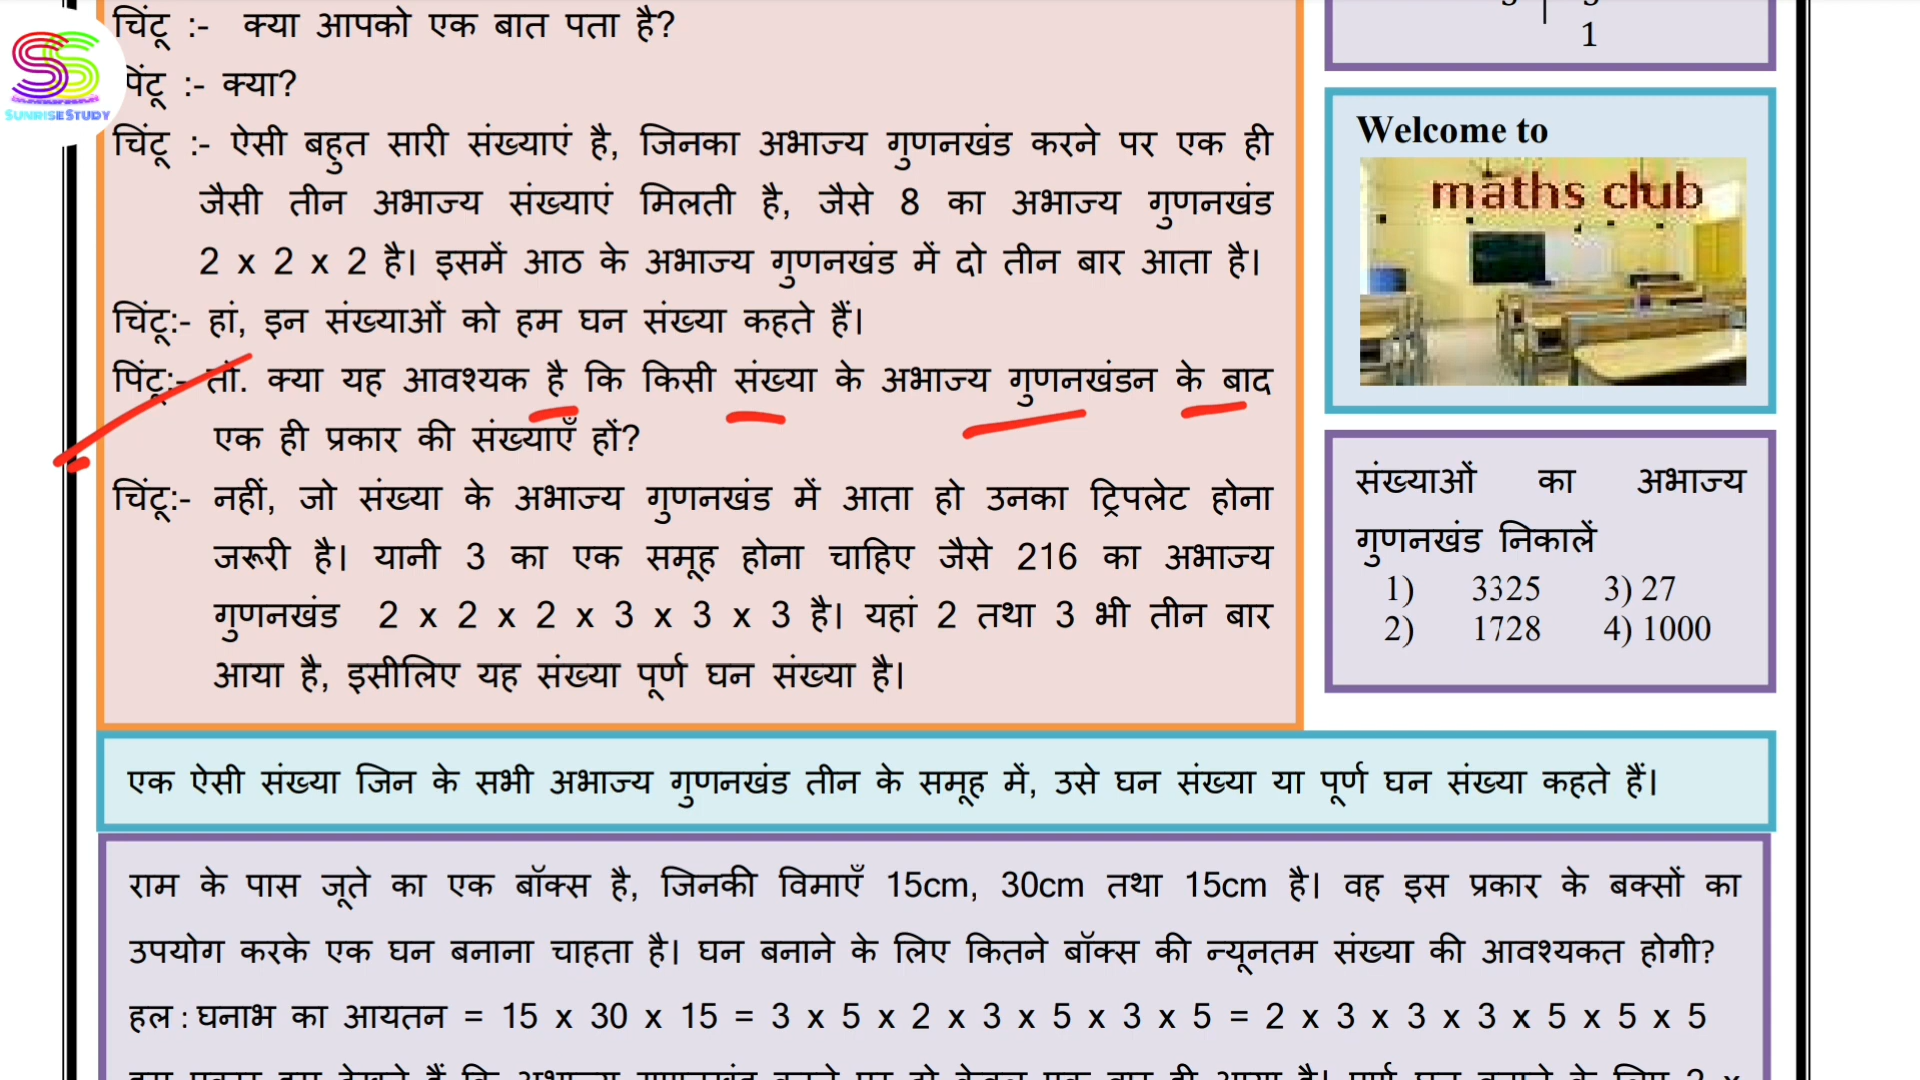 SS
SUNRISESTUDY
चिंटू :- क्या आपको एक बात पता है?
पिंटू :- क्या?
चिंटू :- ऐसी बहुत सारी संख्याएं है, जिनका अभाज्य गुणनखंड करने पर एक ही
जैसी तीन अभाज्य संख्याएं मिलती है, जैसे 8 का अभाज्य गुणनखंड
2 x 2 x 2 है। इसमें आठ के अभाज्य गुणनखंड में दो तीन बार आता है।
चिंटू:- हां, इन संख्याओं को हम घन संख्या कहते हैं।
पिंटू:- तो. क्या यह आवश्यक है कि किसी संख्या के अभाज्य गुणनखंडन के बाद
एक ही प्रकार की संख्याएँ हों?
चिंटू:- नहीं, जो संख्या के अभाज्य गुणनखंड में आता हो उनका ट्रिपलेट होना
जरूरी है। यानी 3 का एक समूह होना चाहिए जैसे 216 का अभाज्य
गुणनखंड 2 x 2 x 2 x 3 x 3 x 3 है। यहां 2 तथा 3 भी तीन बार
आया है, इसीलिए यह संख्या पूर्ण घन संख्या है।
1
Welcome to
maths club
संख्याओं का अभाज्य
गुणनखंड निकालें
1) 3325 3) 27
2) 1728 4) 1000
एक ऐसी संख्या जिन के सभी अभाज्य गुणनखंड तीन के समूह में, उसे घन संख्या या पूर्ण घन संख्या कहते हैं।
राम के पास जूते का एक बॉक्स है, जिनकी विमाएँ 15cm, 30cm तथा 15cm है। वह इस प्रकार के बक्सों का
उपयोग करके एक घन बनाना चाहता है। घन बनाने के लिए कितने बॉक्स की न्यूनतम संख्या की आवश्यकत होगी?
हल : घनाभ का आयतन = 15 x 30 x 15 = 3 x 5 x 2 x 3 x 5 x 3 x 5 = 2 x 3 x 3 x 3 x 5 x 5 x 5